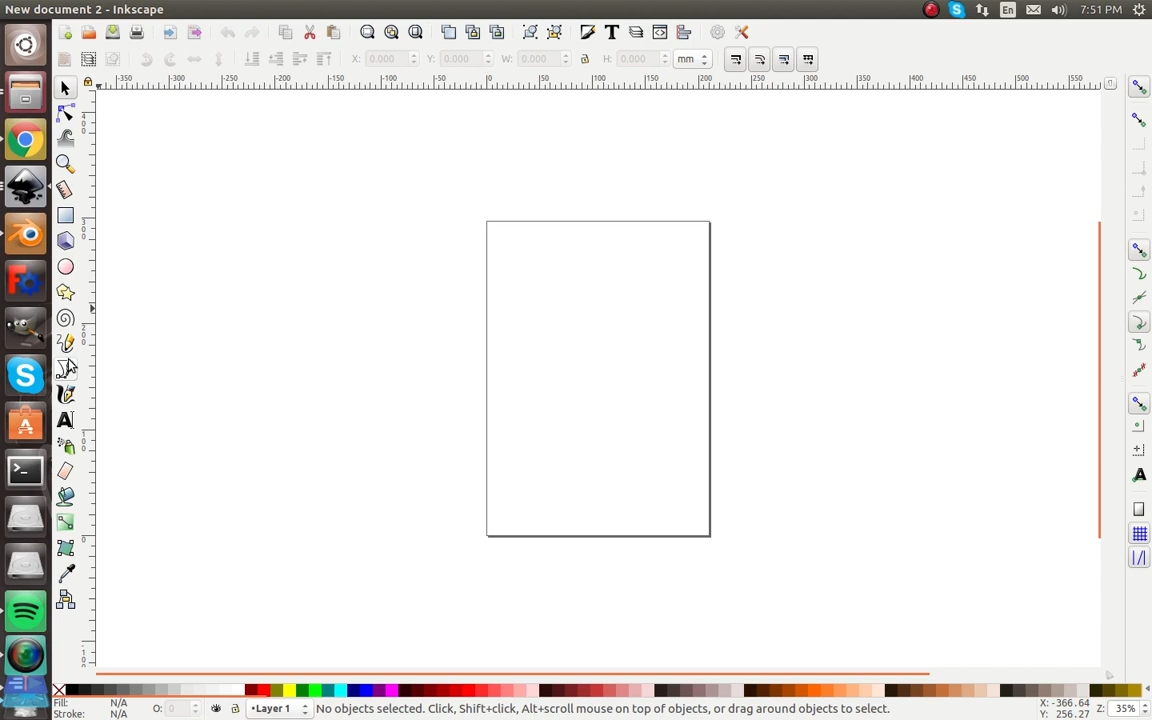 New document 2 - Inkscape
En
7:51 PM
X: 0.000
Y: 0.000
W: 0.000
H: 0.000
mm
-350 -300 -250 -200 -150 -100 -50 0 50 100 150 200 250 300 350 400 450 500 550
Fill: N/A
Stroke: N/A
O: 0
•Layer 1
No objects selected. Click, Shift+click, Alt+scroll mouse on top of objects, or drag around objects to select.
X: -366.64
Y: 256.27
Z: 35%